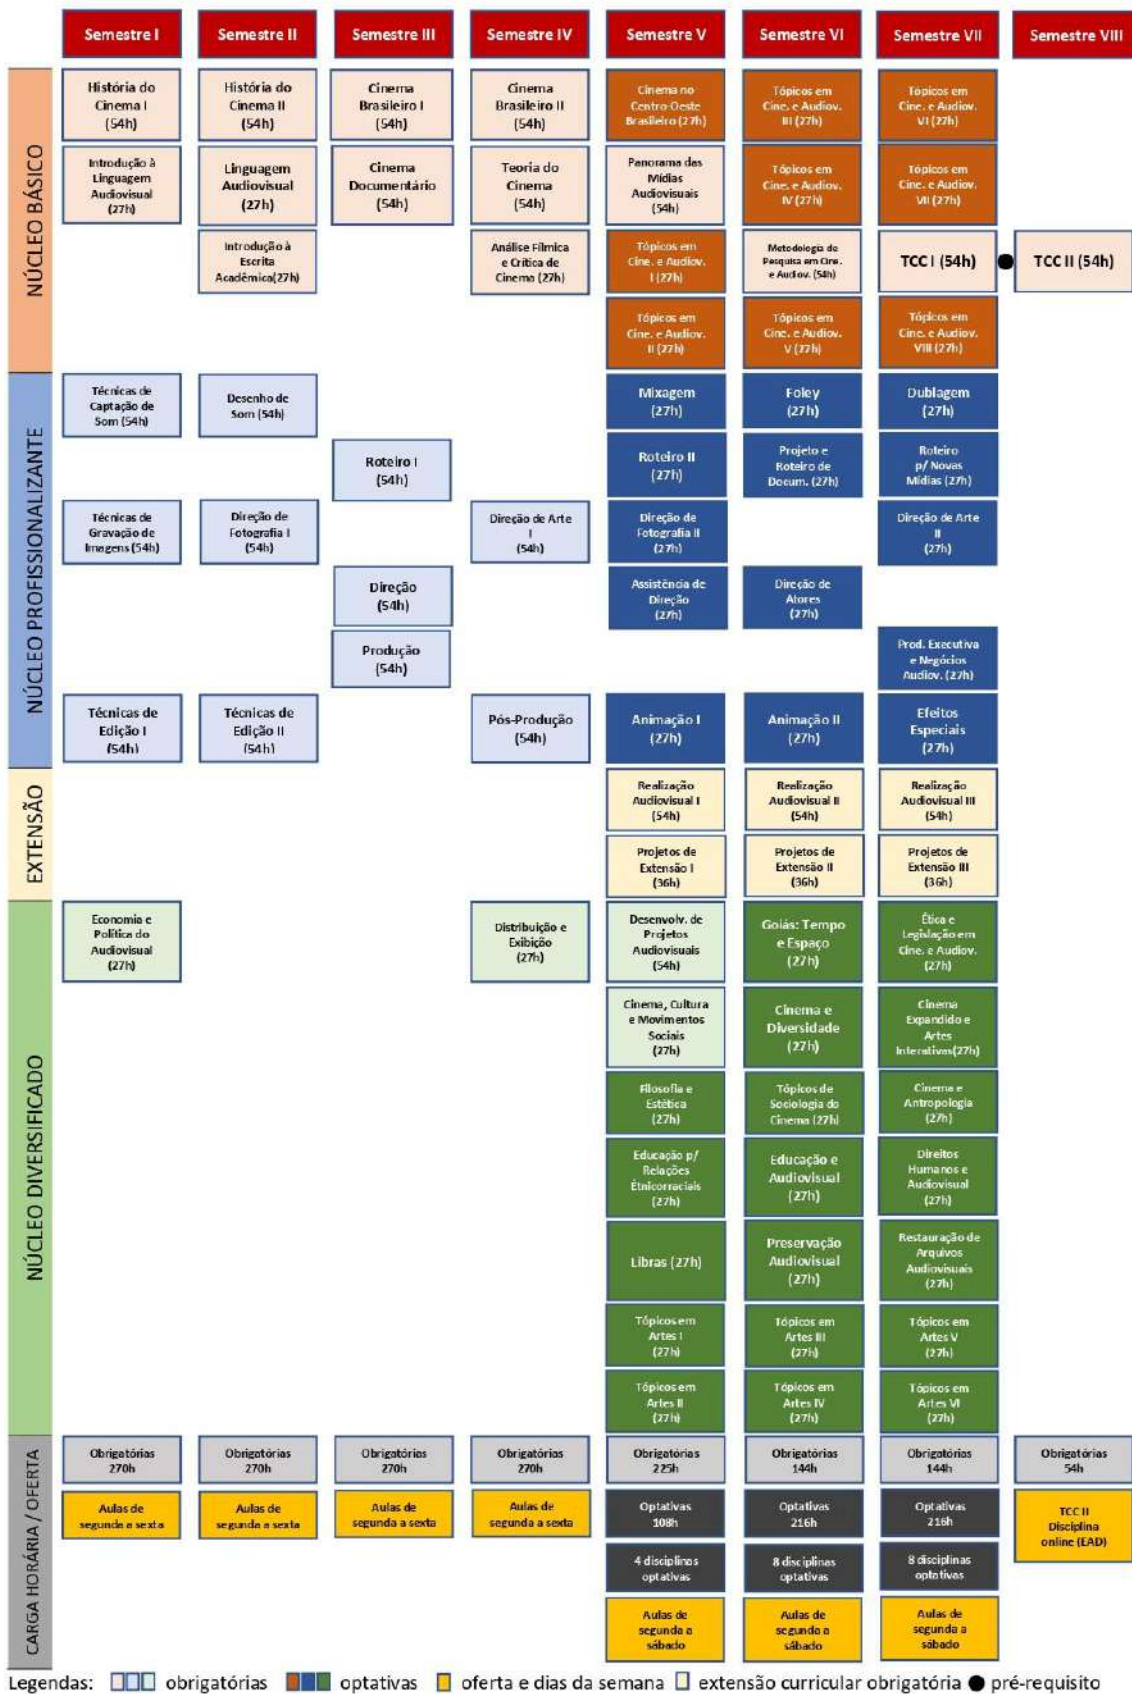 Semestre I
Semestre II
Semestre III
Semestre IV
Semestre V
Semestre VI
Semestre VII
Semestre VIII
NÚCLEO BÁSICO
História do
Cinema I
(54h)
História do
Cinema II
(54h)
Cinema
Brasileiro I
(54h)
Cinema
Brasileiro II
(54h)
Cinema no
Centro-Oeste
Brasileiro (27h)
Tópicos em
Cine. e Audiov.
III (27h)
Tópicos em
Cine. e Audiov.
VI (27h)
Introdução à
Linguagem
Audiovisual
(27h)
Linguagem
Audiovisual
(27h)
Cinema
Documentário
(54h)
Teoria do
Cinema
(54h)
Panorama das
Mídias
Audiovisuais
(54h)
Tópicos em
Cine. e Audiov.
IV (27h)
Tópicos em
Cine. e Audiov.
VII (27h)
Introdução à
Escrita
Acadêmica(27h)
Análise Fílmica
e Crítica de
Cinema (27h)
Tópicos em
Cine. e Audiov.
I (27h)
Metodologia de
Pesquisa em Cine.
e Audiov. (54h)
TCC I (54h)
TCC II (54h)
Tópicos em
Cine. e Audiov.
II (27h)
Tópicos em
Cine. e Audiov.
V (27h)
Tópicos em
Cine. e Audiov.
VIII (27h)
NÚCLEO PROFISSIONALIZANTE
Técnicas de
Captação de
Som (54h)
Desenho de
Som (54h)
Mixagem
(27h)
Foley
(27h)
Dublagem
(27h)
Roteiro I
(54h)
Roteiro II
(27h)
Projeto e
Roteiro de
Docum. (27h)
Roteiro
p/ Novas
Mídias (27h)
Técnicas de
Gravação de
Imagens (54h)
Direção de
Fotografia I
(54h)
Direção de Arte
I
(54h)
Direção de
Fotografia II
(27h)
Direção de Arte
II
(27h)
Direção
(54h)
Assistência de
Direção
(27h)
Direção de
Atores
(27h)
Produção
(54h)
Prod. Executiva
e Negócios
Audiov. (27h)
Técnicas de
Edição I
(54h)
Técnicas de
Edição II
(54h)
Pós-Produção
(54h)
Animação I
(27h)
Animação II
(27h)
Efeitos
Especiais
(27h)
EXTENSÃO
Realização
Audiovisual I
(54h)
Realização
Audiovisual II
(54h)
Realização
Audiovisual III
(54h)
Projetos de
Extensão I
(36h)
Projetos de
Extensão II
(36h)
Projetos de
Extensão III
(36h)
NÚCLEO DIVERSIFICADO
Economia e
Política do
Audiovisual
(27h)
Distribuição e
Exibição
(27h)
Desenvolv. de
Projetos
Audiovisuais
(54h)
Goiás: Tempo
e Espaço
(27h)
Ética e
Legislação em
Cine. e Audiov.
(27h)
Cinema, Cultura
e Movimentos
Sociais
(27h)
Cinema e
Diversidade
(27h)
Cinema
Expandido e
Artes
Interativas(27h)
Filosofia e
Estética
(27h)
Tópicos de
Sociologia do
Cinema (27h)
Cinema e
Antropologia
(27h)
Educação p/
Relações
Étnicorraciais
(27h)
Educação e
Audiovisual
(27h)
Direitos
Humanos e
Audiovisual
(27h)
Libras (27h)
Preservação
Audiovisual
(27h)
Restauração de
Arquivos
Audiovisuais
(27h)
Tópicos em
Artes I
(27h)
Tópicos em
Artes III
(27h)
Tópicos em
Artes V
(27h)
Tópicos em
Artes II
(27h)
Tópicos em
Artes IV
(27h)
Tópicos em
Artes VI
(27h)
CARGA HORÁRIA / OFERTA
Obrigatórias
270h
Obrigatórias
270h
Obrigatórias
270h
Obrigatórias
270h
Obrigatórias
225h
Obrigatórias
144h
Obrigatórias
144h
Obrigatórias
54h
Aulas de
segunda a sexta
Aulas de
segunda a sexta
Aulas de
segunda a sexta
Aulas de
segunda a sexta
Optativas
108h
Optativas
216h
Optativas
216h
TCC II
Disciplina
online (EAD)
4 disciplinas
optativas
8 disciplinas
optativas
8 disciplinas
optativas
Aulas de
segunda a
sábado
Aulas de
segunda a
sábado
Aulas de
segunda a
sábado
Legendas: obrigatórias optativas oferta e dias da semana extensão curricular obrigatória pré-requisito